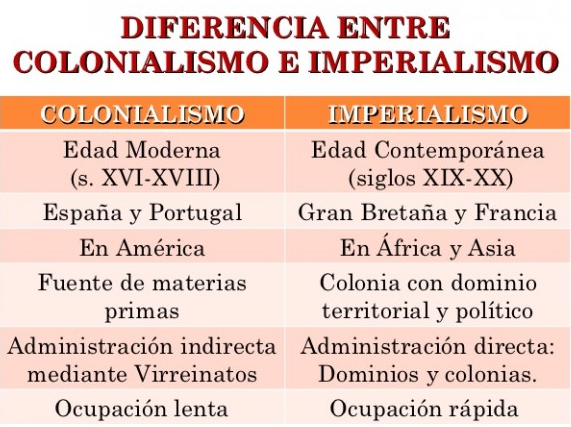 DIFERENCIA ENTRE
COLONIALISMO E IMPERIALISMO
COLONIALISMO IMPERIALISMO
Edad Moderna Edad Contemporánea
(s. XVI-XVIII) (siglos XIX-XX)
España y Portugal Gran Bretaña y Francia
En América En África y Asia
Fuente de materias Colonia con dominio
primas territorial y político
Administración indirecta Administración directa:
mediante Virreinatos Dominios y colonias.
Ocupación lenta Ocupación rápida